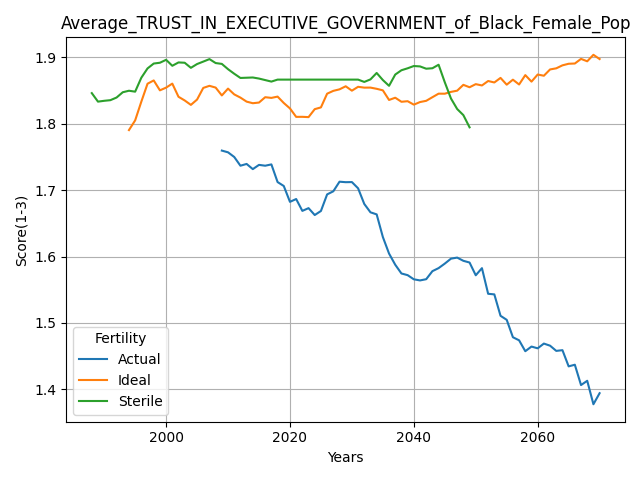 Average_TRUST_IN_EXECUTIVE_GOVERNMENT_of_Black_Female_Pop
Score(1-3)
1.9
1.8
1.7
1.6
1.5
1.4
Fertility
Actual
Ideal
Sterile
2000 2020 2040 2060
Years